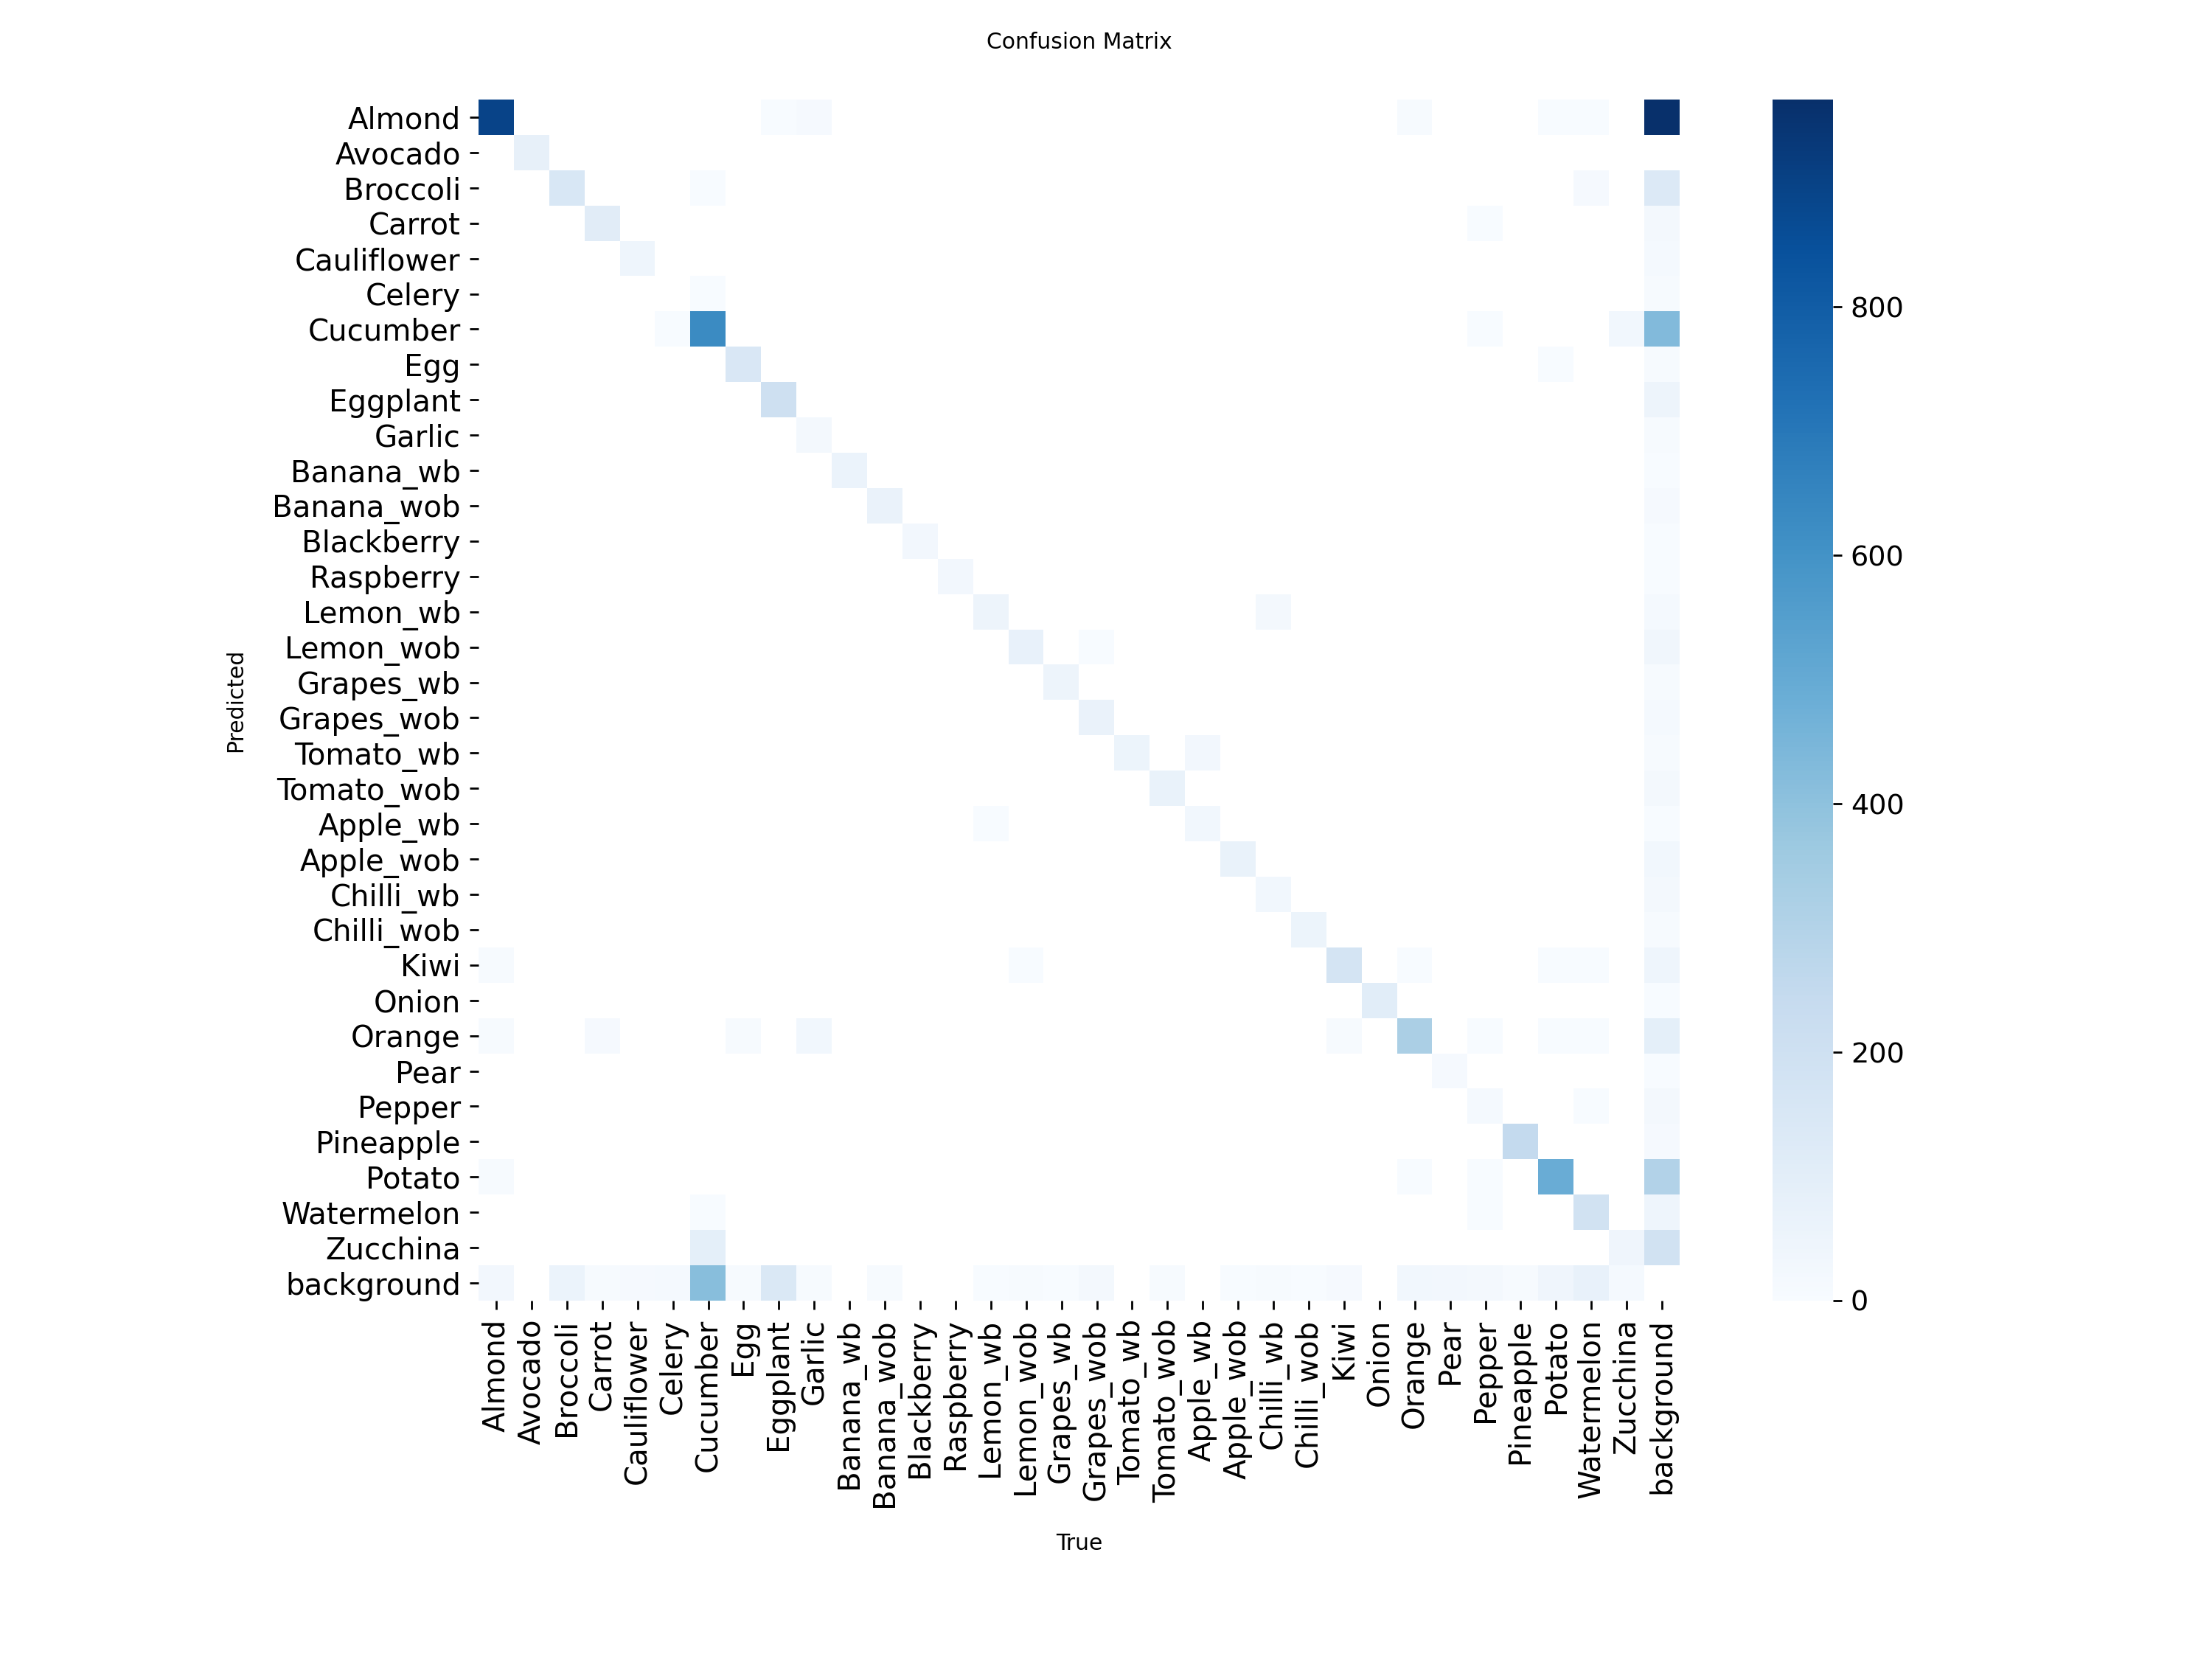 Confusion Matrix
Almond
Avocado
Broccoli
Carrot
Cauliflower
Celery
Cucumber
Egg
Eggplant
Garlic
Banana_wb
Banana_wob
Blackberry
Raspberry
Lemon_wb
Lemon_wob
Grapes_wb
Grapes_wob
Tomato_wb
Tomato_wob
Apple_wb
Apple_wob
Chilli_wb
Chilli_wob
Kiwi
Onion
Orange
Pear
Pepper
Pineapple
Potato
Watermelon
Zucchina
background
Predicted
800
600
400
200
0
Almond
Avocado
Broccoli
Carrot
Cauliflower
Celery
Cucumber
Egg
Eggplant
Garlic
Banana_wb
Banana_wob
Blackberry
Raspberry
Lemon_wb
Lemon_wob
Grapes_wb
Grapes_wob
Tomato_wb
Tomato_wob
Apple_wb
Apple_wob
Chilli_wb
Chilli_wob
Kiwi
Onion
Orange
Pear
Pepper
Pineapple
Potato
Watermelon
Zucchina
background
True